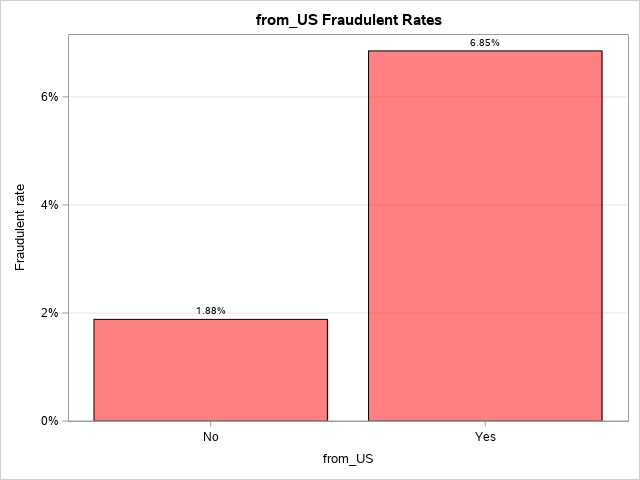 from_US Fraudulent Rates
6.85%
6%
4%
Fraudulent rate
2%
1.88%
0%
No
Yes
from_US